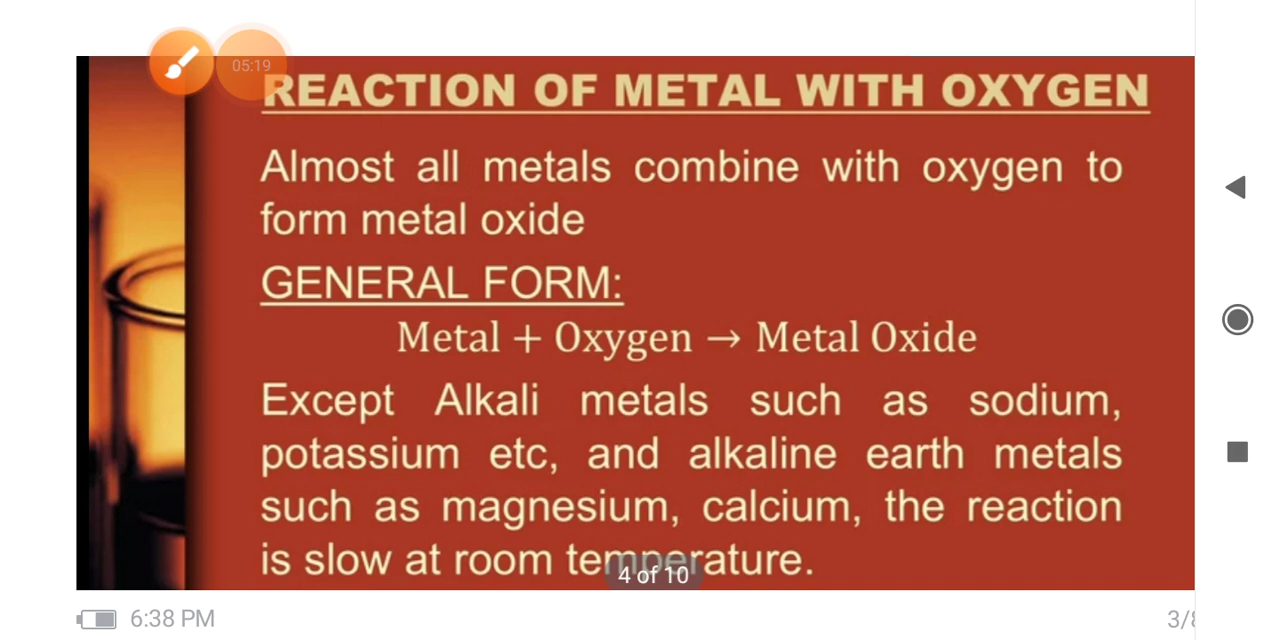 05:19
REACTION OF METAL WITH OXYGEN
Almost all metals combine with oxygen to
form metal oxide
GENERAL FORM:
Metal + Oxygen → Metal Oxide
Except Alkali metals such as sodium,
potassium etc, and alkaline earth metals
such as magnesium, calcium, the reaction
is slow at room temperature.
4 of 10
6:38 PM